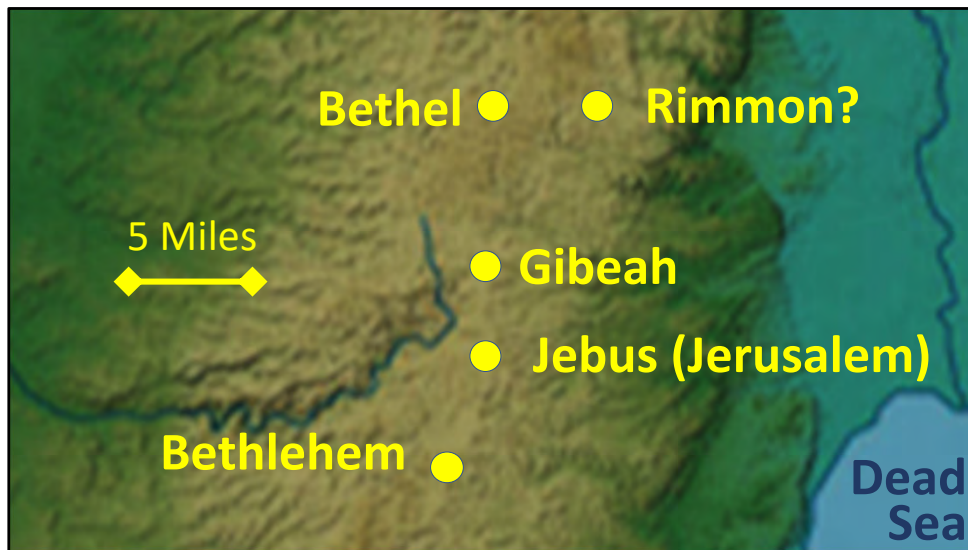 Bethel
Rimmon?
5 Miles
Gibeah
Jebus (Jerusalem)
Bethlehem
Dead
Sea